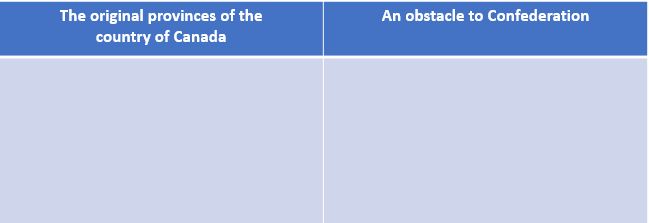 The original provinces of the
country of Canada
An obstacle to Confederation